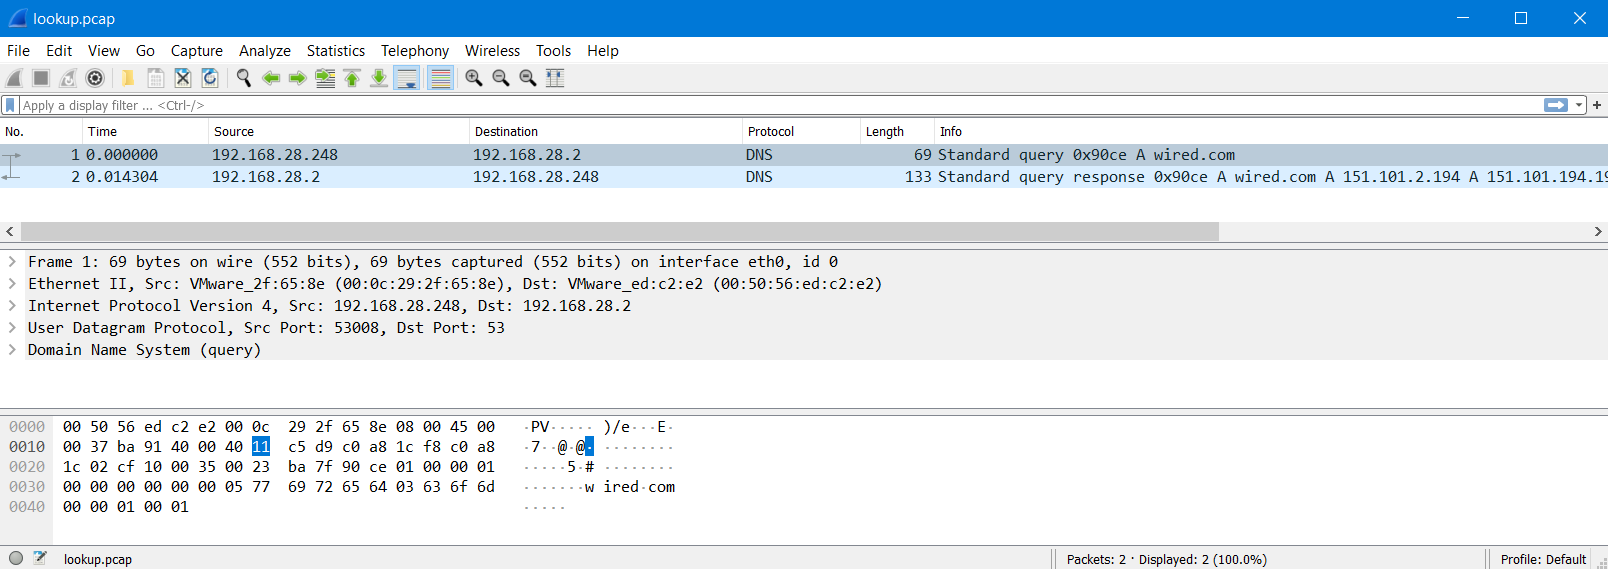 lookup.pcap
File Edit View Go Capture Analyze Statistics Telephony Wireless Tools Help
Apply a display filter ... <Ctrl-/>
No. Time Source Destination Protocol Length Info
1 0.000000 192.168.28.248 192.168.28.2 DNS 69 Standard query 0x90ce A wired.com
2 0.014304 192.168.28.2 192.168.28.248 DNS 133 Standard query response 0x90ce A wired.com A 151.101.2.194 A 151.101.194.19
Frame 1: 69 bytes on wire (552 bits), 69 bytes captured (552 bits) on interface eth0, id 0
Ethernet II, Src: VMware_2f:65:8e (00:0c:29:2f:65:8e), Dst: VMware_ed:c2:e2 (00:50:56:ed:c2:e2)
Internet Protocol Version 4, Src: 192.168.28.248, Dst: 192.168.28.2
User Datagram Protocol, Src Port: 53008, Dst Port: 53
Domain Name System (query)
0000 00 50 56 ed c2 e2 00 0c 29 2f 65 8e 08 00 45 00 ·PV····· )/e···E·
0010 00 37 ba 91 40 00 40 11 c5 d9 c0 a8 1c f8 c0 a8 ·7··@·@· ········
0020 1c 02 cf 10 00 35 00 23 ba 7f 90 ce 01 00 00 01 ·····5·# ········
0030 00 00 00 00 00 00 05 77 69 72 65 64 03 63 6f 6d ·······w ired·com
0040 00 00 01 00 01 ·····
lookup.pcap Packets: 2 · Displayed: 2 (100.0%) Profile: Default